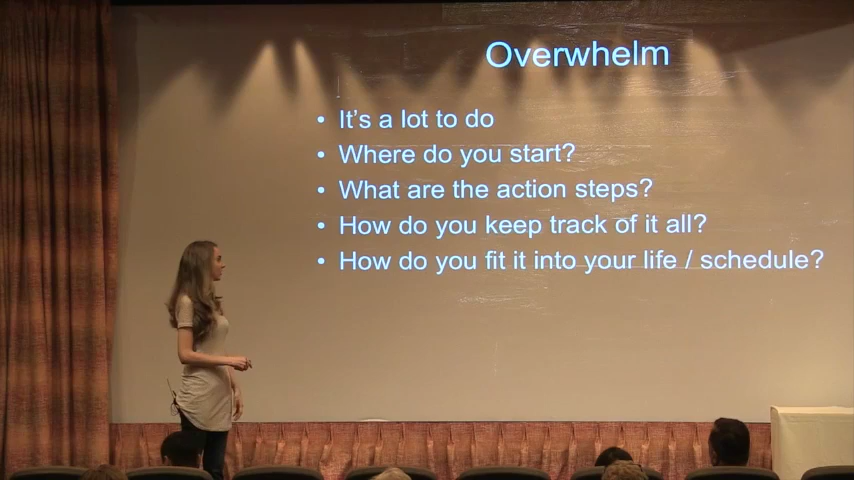 Overwhelm
• It's a lot to do
• Where do you start?
• What are the action steps?
• How do you keep track of it all?
• How do you fit it into your life / schedule?